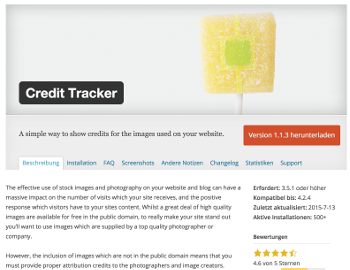 Credit Tracker
A simple way to show credits for the images used on your website.
Version 1.1.3 herunterladen
Beschreibung Installation FAQ Screenshots Andere Notizen Changelog Statistiken Support
The effective use of stock images and photography on your website and blog can have a
massive impact on the number of visits which your site receives, and the positive
response which visitors have to your sites content. Whilst a great deal of high quality
images are available for free in the public domain, to really make your site stand out
you'll want to use images which are supplied by a top quality photographer or
company.
However, the inclusion of images which are not in the public domain means that you
must provide proper attribution credits to the photographers and image creators.
Erfordert: 3.5.1 oder höher
Kompatibel bis: 4.2.4
Zuletzt aktualisiert: 2015-7-13
Aktive Installationen: 500+
Bewertungen
4.6 von 5 Sternen